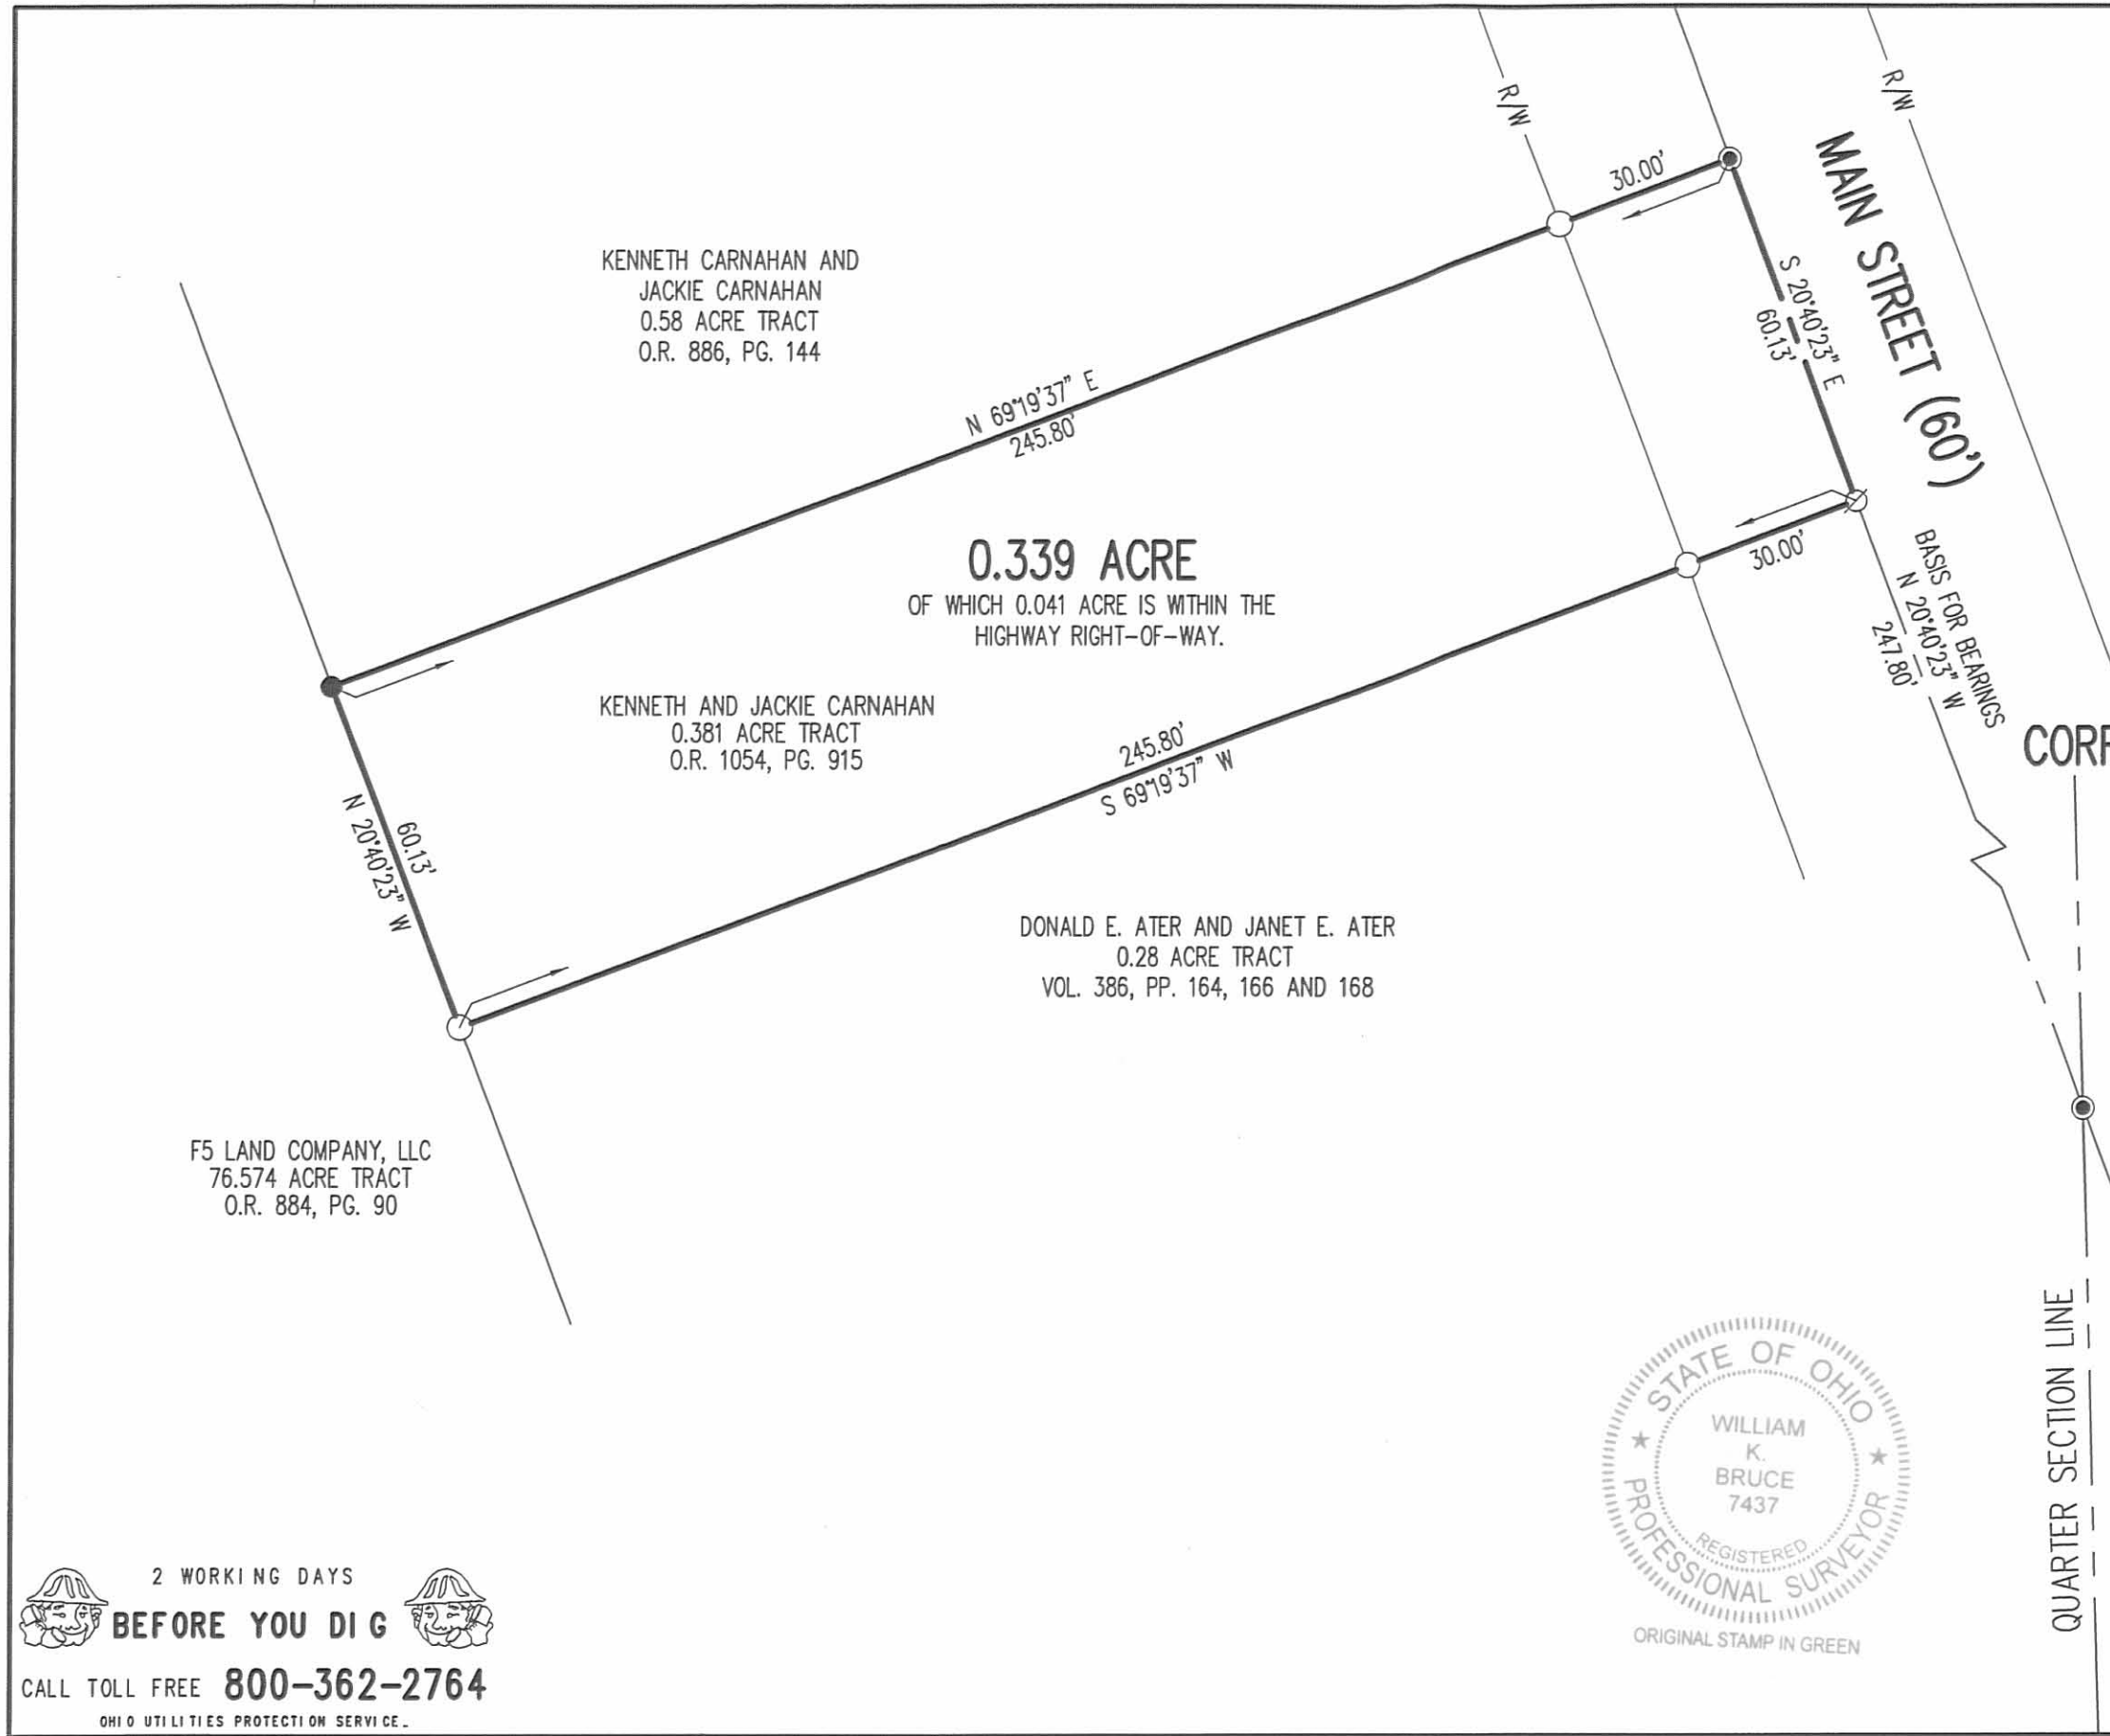 R/W
R/W
MAIN STREET (60')
30.00'
S 20°40'23" E
60.13'
KENNETH CARNAHAN AND
JACKIE CARNAHAN
0.58 ACRE TRACT
O.R. 886, PG. 144
N 69°19'37" E
245.80'
30.00'
BASIS FOR BEARINGS
N 20°40'23" W
247.80'
0.339 ACRE
OF WHICH 0.041 ACRE IS WITHIN THE
HIGHWAY RIGHT-OF-WAY.
KENNETH AND JACKIE CARNAHAN
0.381 ACRE TRACT
O.R. 1054, PG. 915
245.80'
S 69°19'37" W
60.13'
N 20°40'23" W
DONALD E. ATER AND JANET E. ATER
0.28 ACRE TRACT
VOL. 386, PP. 164, 166 AND 168
F5 LAND COMPANY, LLC
76.574 ACRE TRACT
O.R. 884, PG. 90
QUARTER SECTION LINE
STATE OF OHIO
WILLIAM
K.
BRUCE
7437
REGISTERED
PROFESSIONAL SURVEYOR
ORIGINAL STAMP IN GREEN
2 WORKING DAYS
BEFORE YOU DIG
CALL TOLL FREE 800-362-2764
OHIO UTILITIES PROTECTION SERVICE.